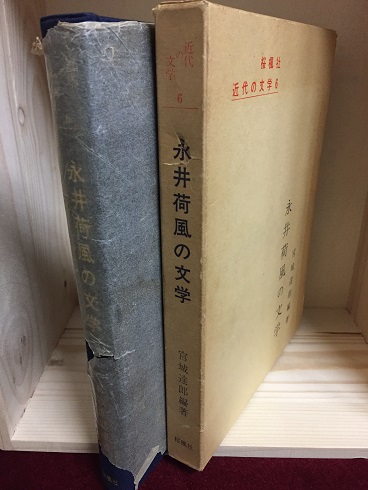 永井荷風の文学
近代の文学
6
永井荷風の文学
宮城達郎編著
桜楓社
桜楓社
近代の文学6
永井荷風の文学
宮城達郎編著